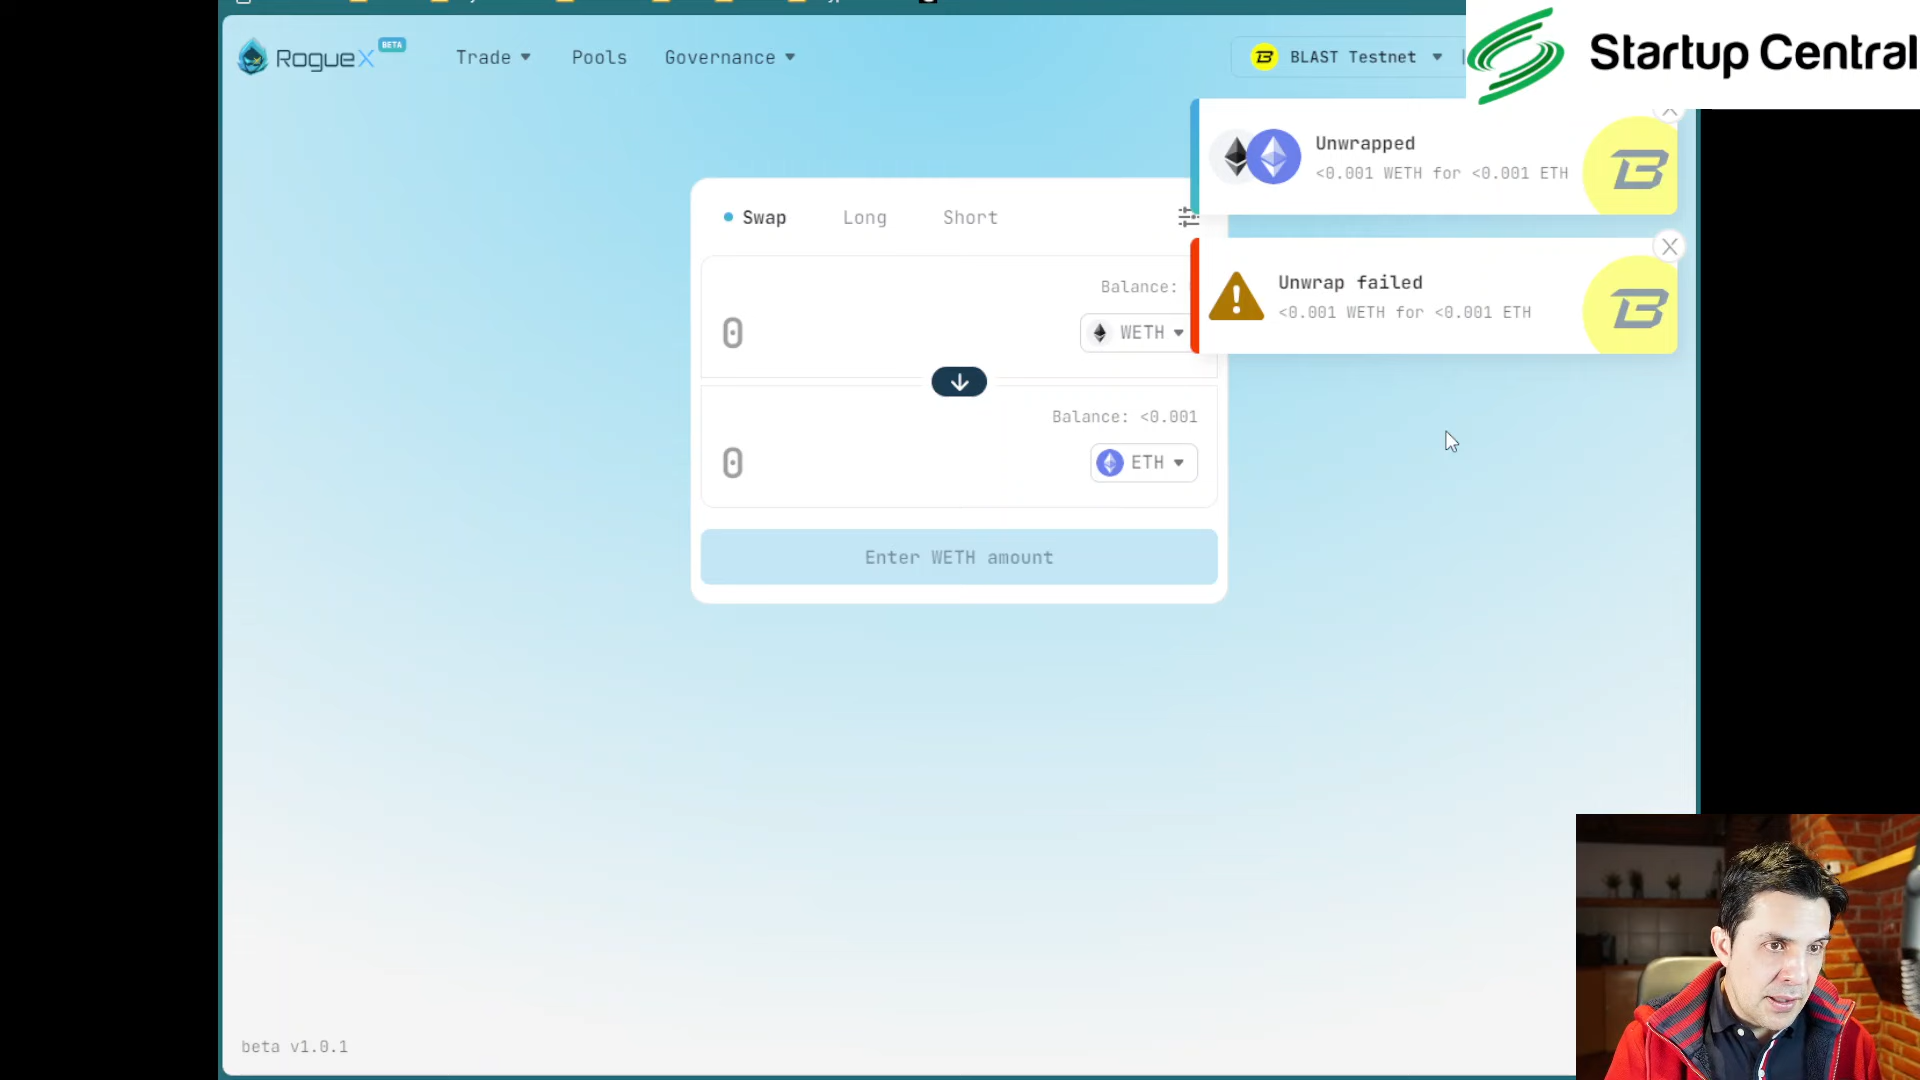 RogueX BETA
Trade
Pools
Governance
BLAST Testnet
Startup Central
Unwrapped
<0.001 WETH for <0.001 ETH
Swap
Long
Short
Unwrap failed
<0.001 WETH for <0.001 ETH
Balance:
0
WETH
Balance: <0.001
0
ETH
Enter WETH amount
beta v1.0.1